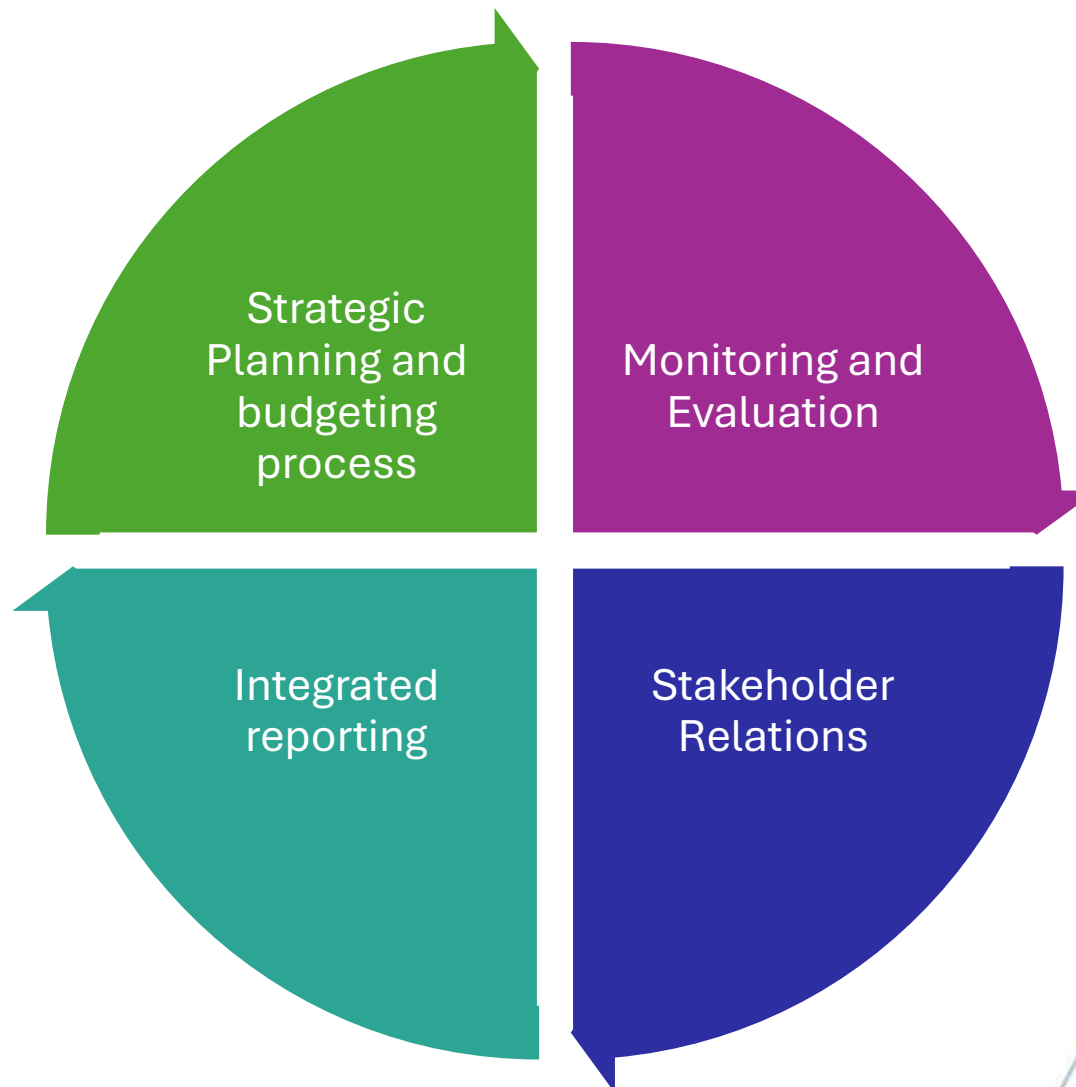 Strategic
Planning and
budgeting
process
Monitoring and
Evaluation
Integrated
reporting
Stakeholder
Relations